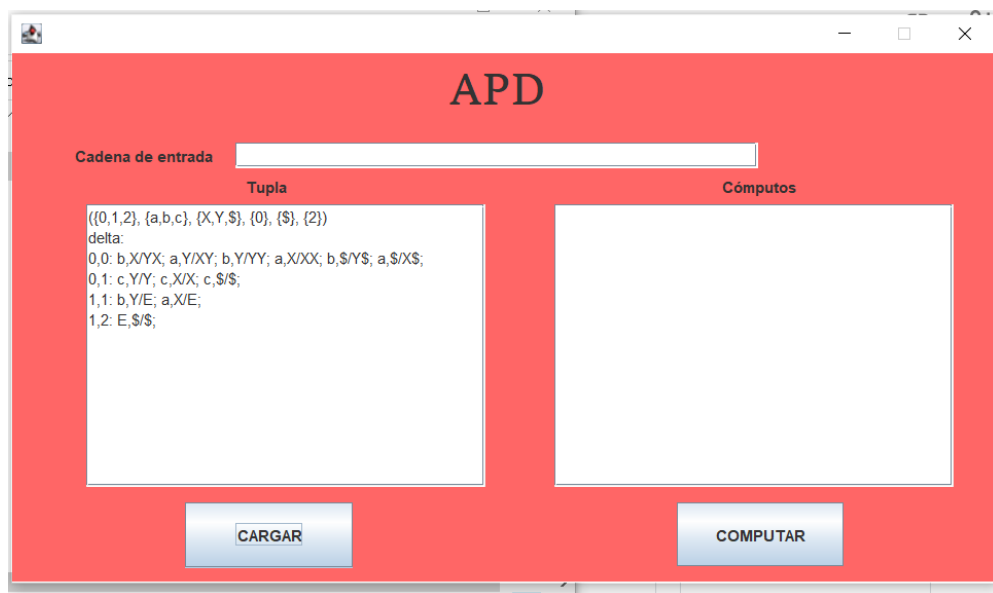 APD
Cadena de entrada
Tupla
Cómputos
({0,1,2}, {a,b,c}, {X,Y,$}, {0}, {$}, {2})
delta:
0,0: b,X/YX; a,Y/XY; b,Y/YY; a,X/XX; b,$/Y$; a,$/X$;
0,1: c,Y/Y; c,X/X; c,$/$;
1,1: b,Y/E; a,X/E;
1,2: E,$/$;
CARGAR
COMPUTAR